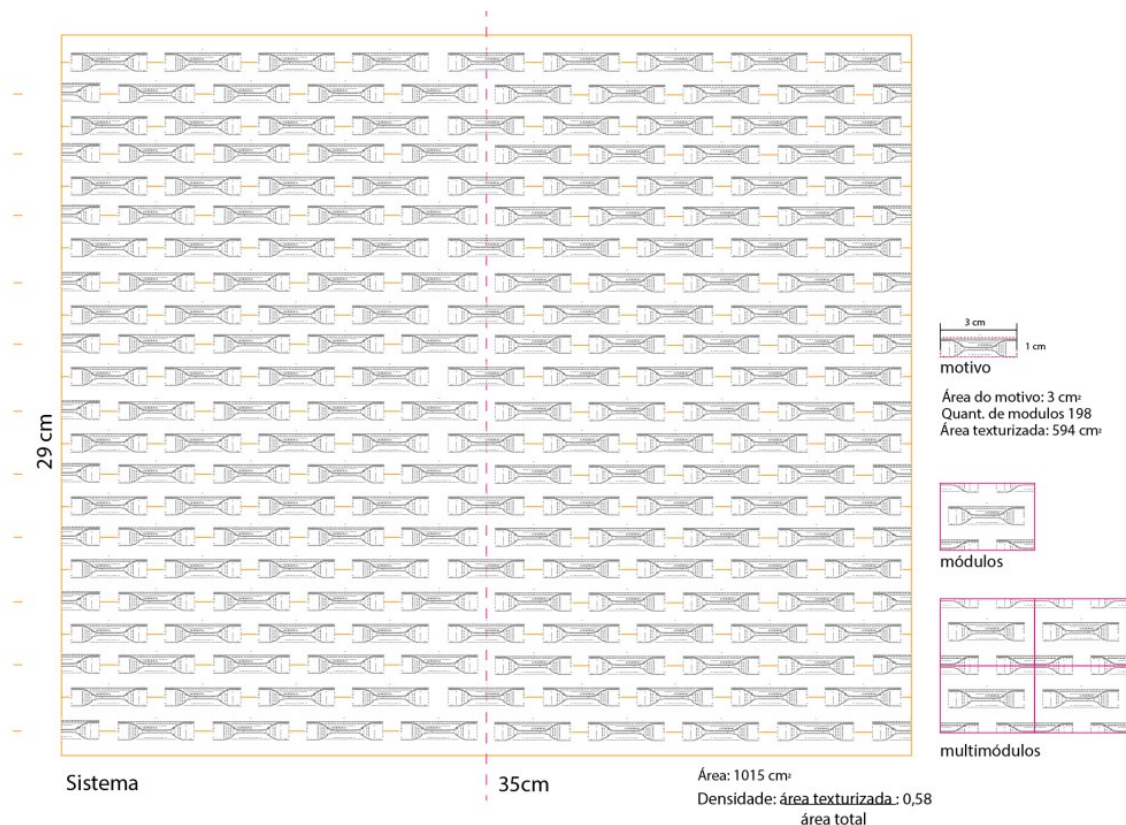 3 cm
1 cm
motivo
Área do motivo: 3 cm²
Quant. de modulos 198
Área texturizada: 594 cm²
29 cm
módulos
multimódulos
Sistema
35cm
Área: 1015 cm²
Densidade: área texturizada : 0,58
área total